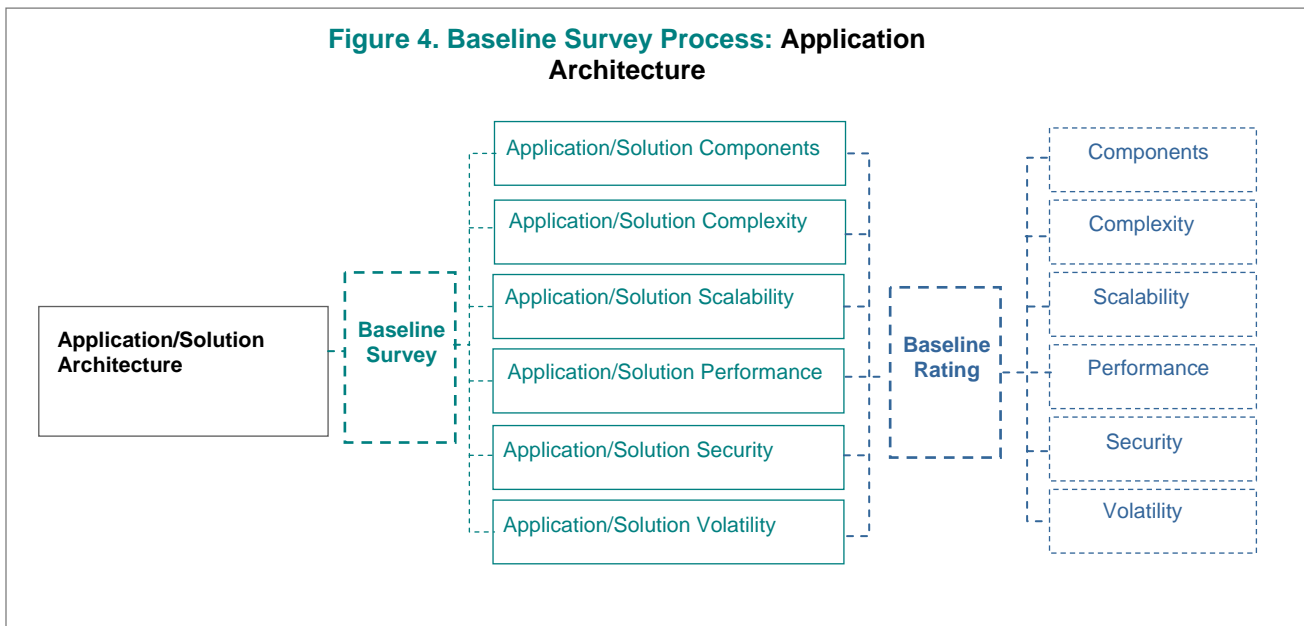 Figure 4. Baseline Survey Process: Application
Architecture
Application/Solution
Architecture
Baseline
Survey
Application/Solution Components
Application/Solution Complexity
Application/Solution Scalability
Application/Solution Performance
Application/Solution Security
Application/Solution Volatility
Baseline
Rating
Components
Complexity
Scalability
Performance
Security
Volatility